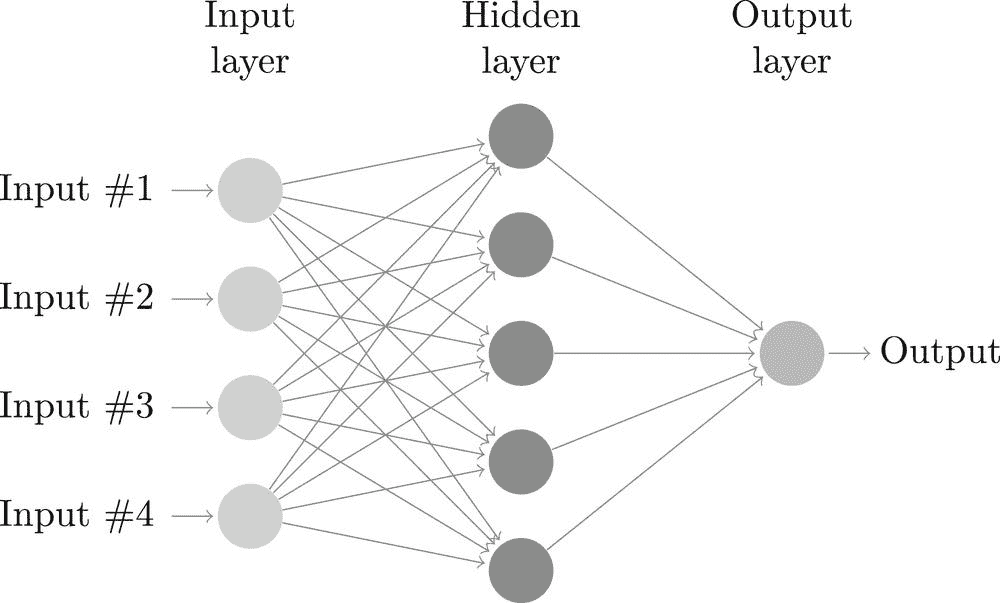 Input layer
Hidden layer
Output layer
Input #1
Input #2
Input #3
Input #4
Output